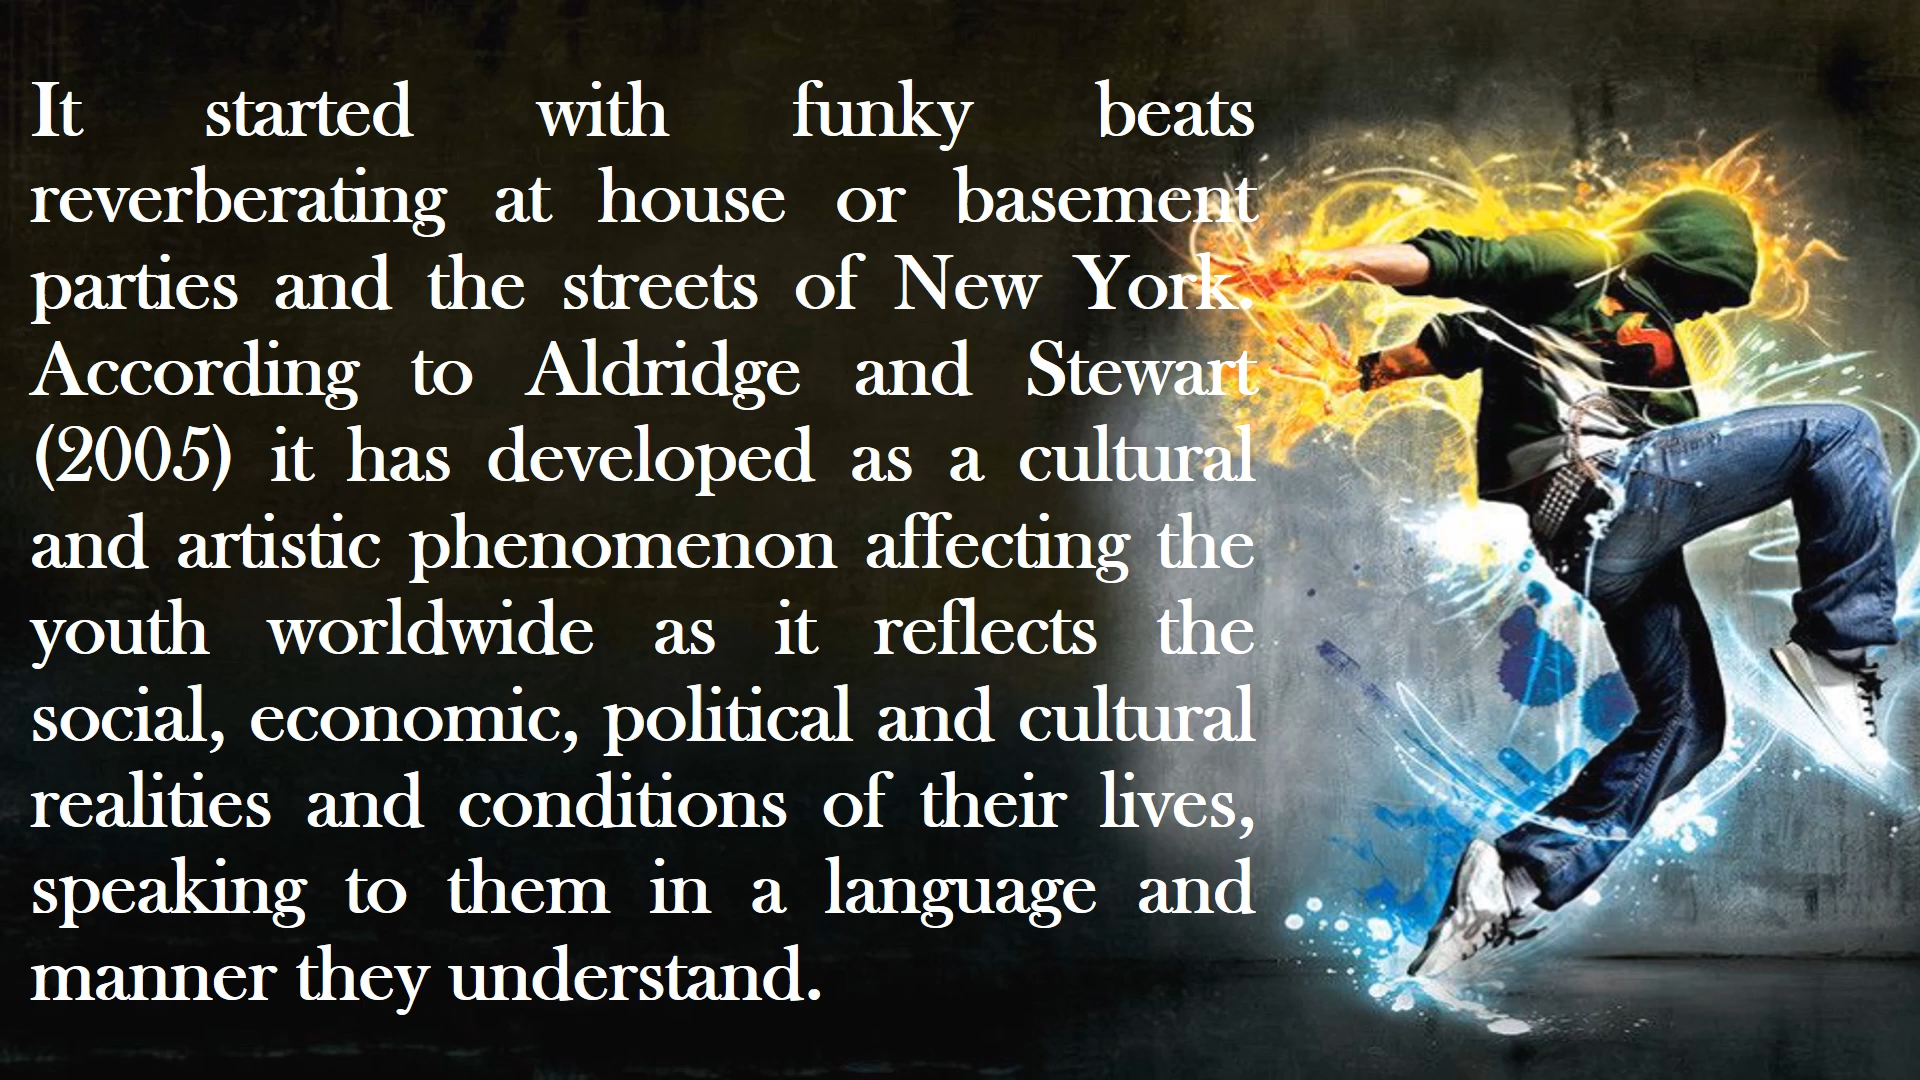 It started with funky beats
reverberating at house or basement
parties and the streets of New York.
According to Aldridge and Stewart
(2005) it has developed as a cultural
and artistic phenomenon affecting the
youth worldwide as it reflects the
social, economic, political and cultural
realities and conditions of their lives,
speaking to them in a language and
manner they understand.